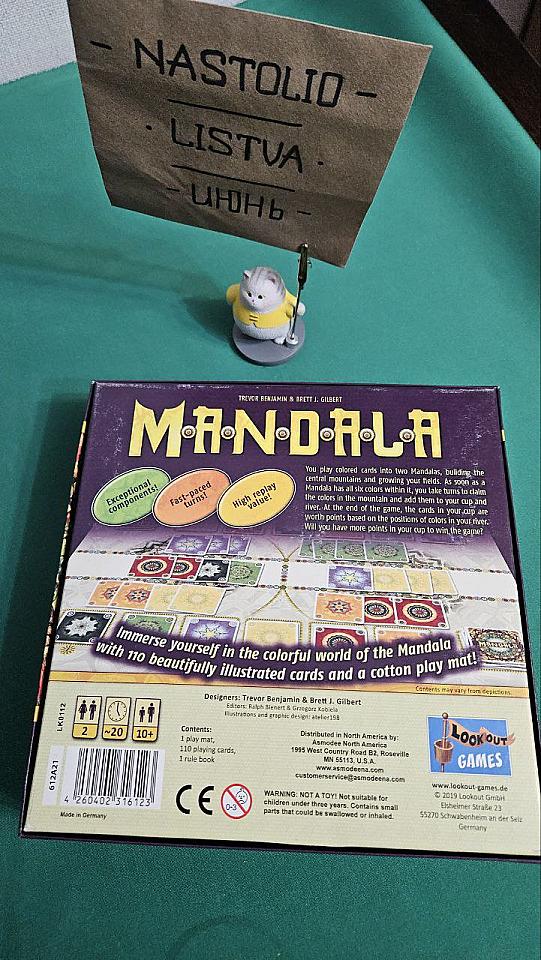 - NASTOLIO -
· LISTVA ·
- ИЮНЬ -
TREVOR BENJAMIN & BRETT J. GILBERT
MANDALA
Exceptional
components!
Fast-paced
turns!
High replay
value!
You play colored cards into two Mandalas, building the
central mountains and growing your fields. As soon as a
Mandala has all six colors within it, you take turns to claim
the colors in the mountain and add them to your cup and
river. At the end of the game, the cards in your cup are
worth points based on the positions of colors in your river.
Will you have more points in your cup to win the game?
Immerse yourself in the colorful world of the Mandala
with 110 beautifully illustrated cards and a cotton play mat!
Contents may vary from depictions.
LK0112
2
~20
10+
Designers: Trevor Benjamin & Brett J. Gilbert
Editors: Ralph Bienert & Grzegorz Kobiela
Illustrations and graphic design: atelier198
Contents:
1 play mat,
110 playing cards,
1 rule book
Distributed in North America by:
Asmodee North America
1995 West County Road B2, Roseville
MN 55113, U.S.A.
www.asmodeena.com
customerservice@asmodeena.com
LOOKOUT
GAMES
www.lookout-games.de
© 2019 Lookout GmbH
Elsheimer Straße 23
55270 Schwabenheim an der Selz
Germany
612A21
4 260402 316123
Made in Germany
CE
0-3
WARNING: NOT A TOY! Not suitable for
children under three years. Contains small
parts that could be swallowed or inhaled.